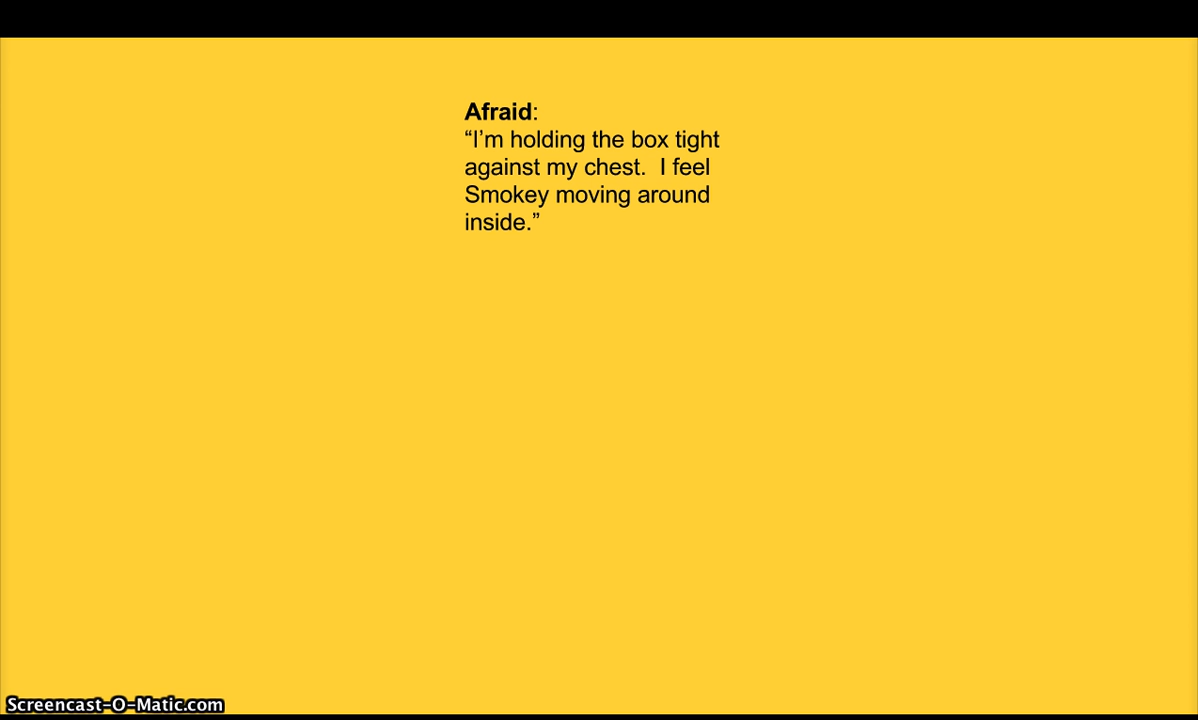 Afraid:
“I’m holding the box tight
against my chest.  I feel
Smokey moving around
inside.”
Screencast-O-Matic.com